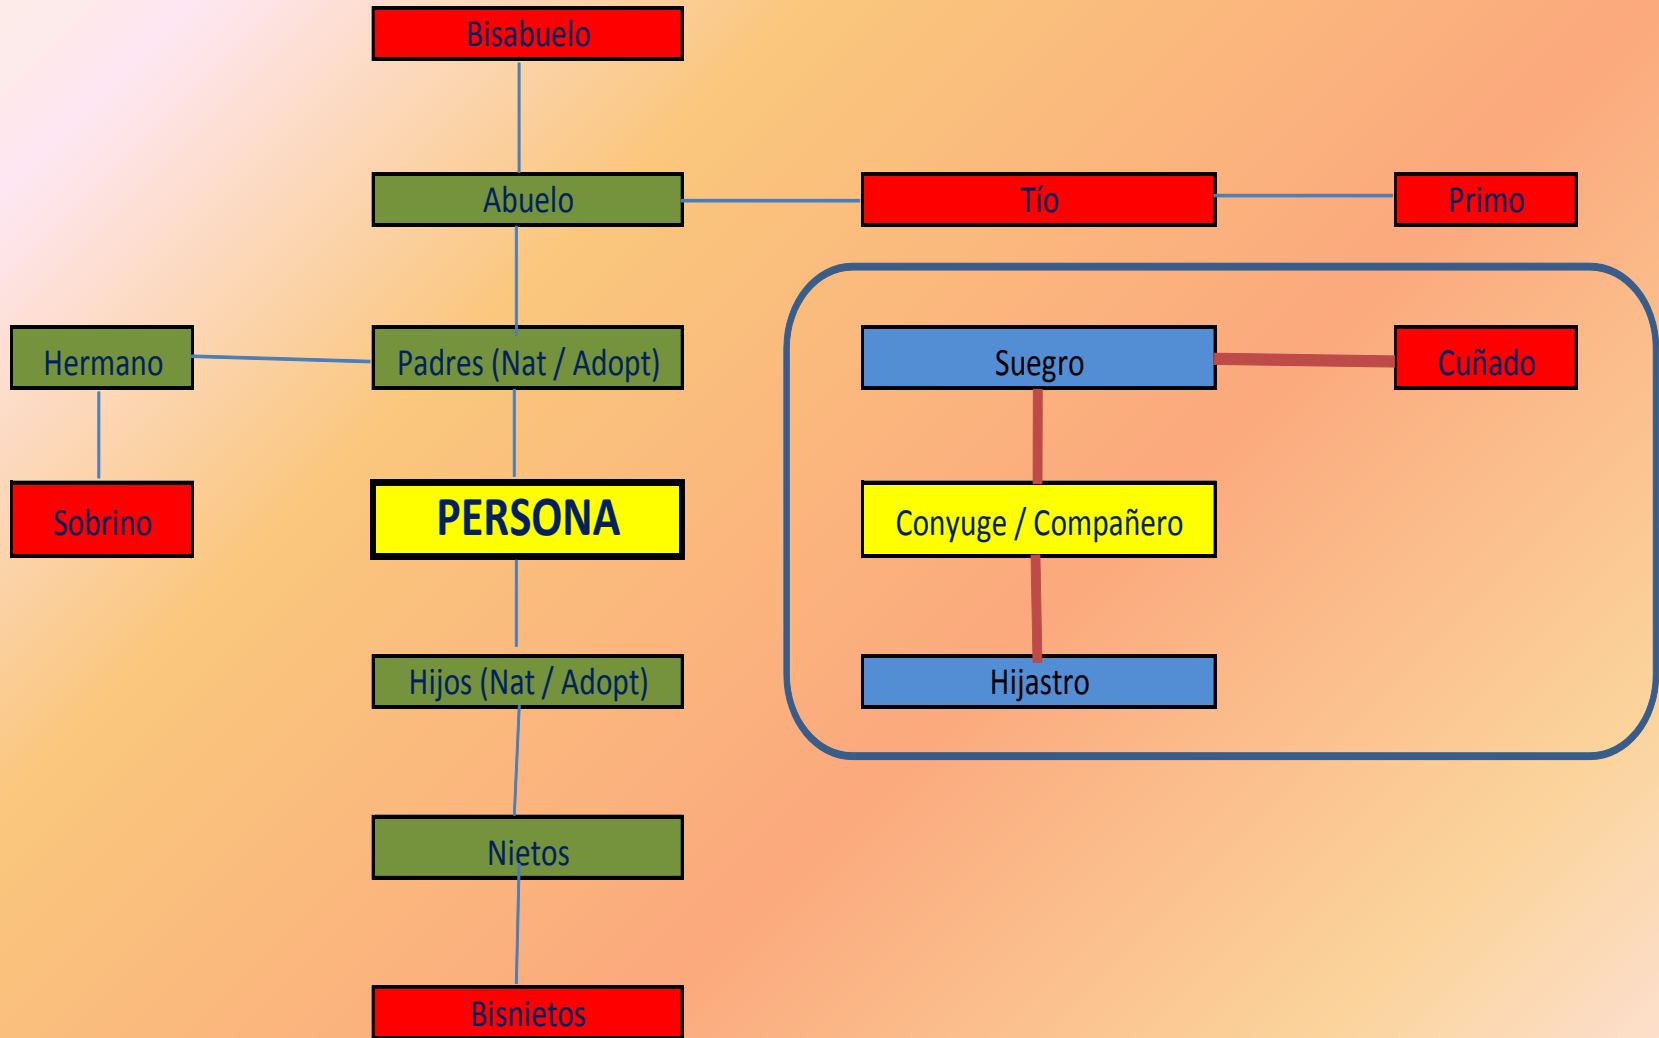 Bisabuelo
Abuelo
Tío
Primo
Hermano
Padres (Nat / Adopt)
Suegro
Cuñado
Sobrino
PERSONA
Conyuge / Compañero
Hijos (Nat / Adopt)
Hijastro
Nietos
Bisnietos